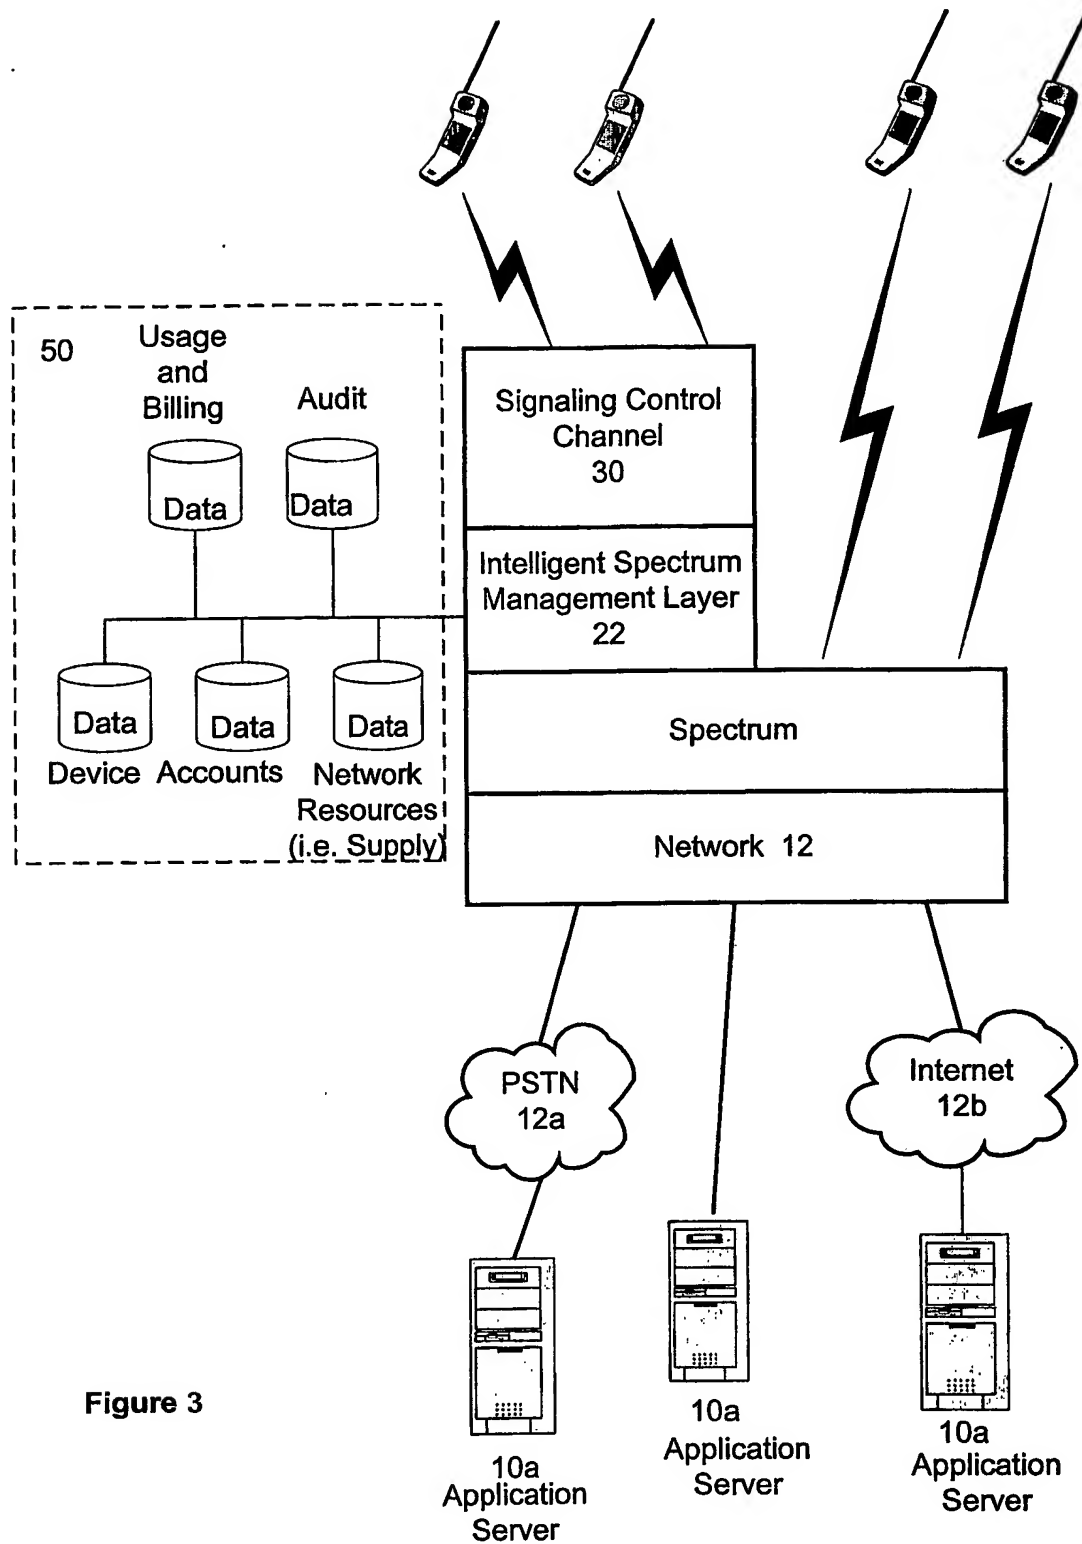 50
Usage
and
Billing
Audit
Data
Data
Data
Data
Data
Device
Accounts
Network
Resources
(i.e. Supply)
Signaling Control
Channel
30
Intelligent Spectrum
Management Layer
22
Spectrum
Network 12
PSTN
12a
Internet
12b
10a
Application
Server
10a
Application
Server
10a
Application
Server
Figure 3